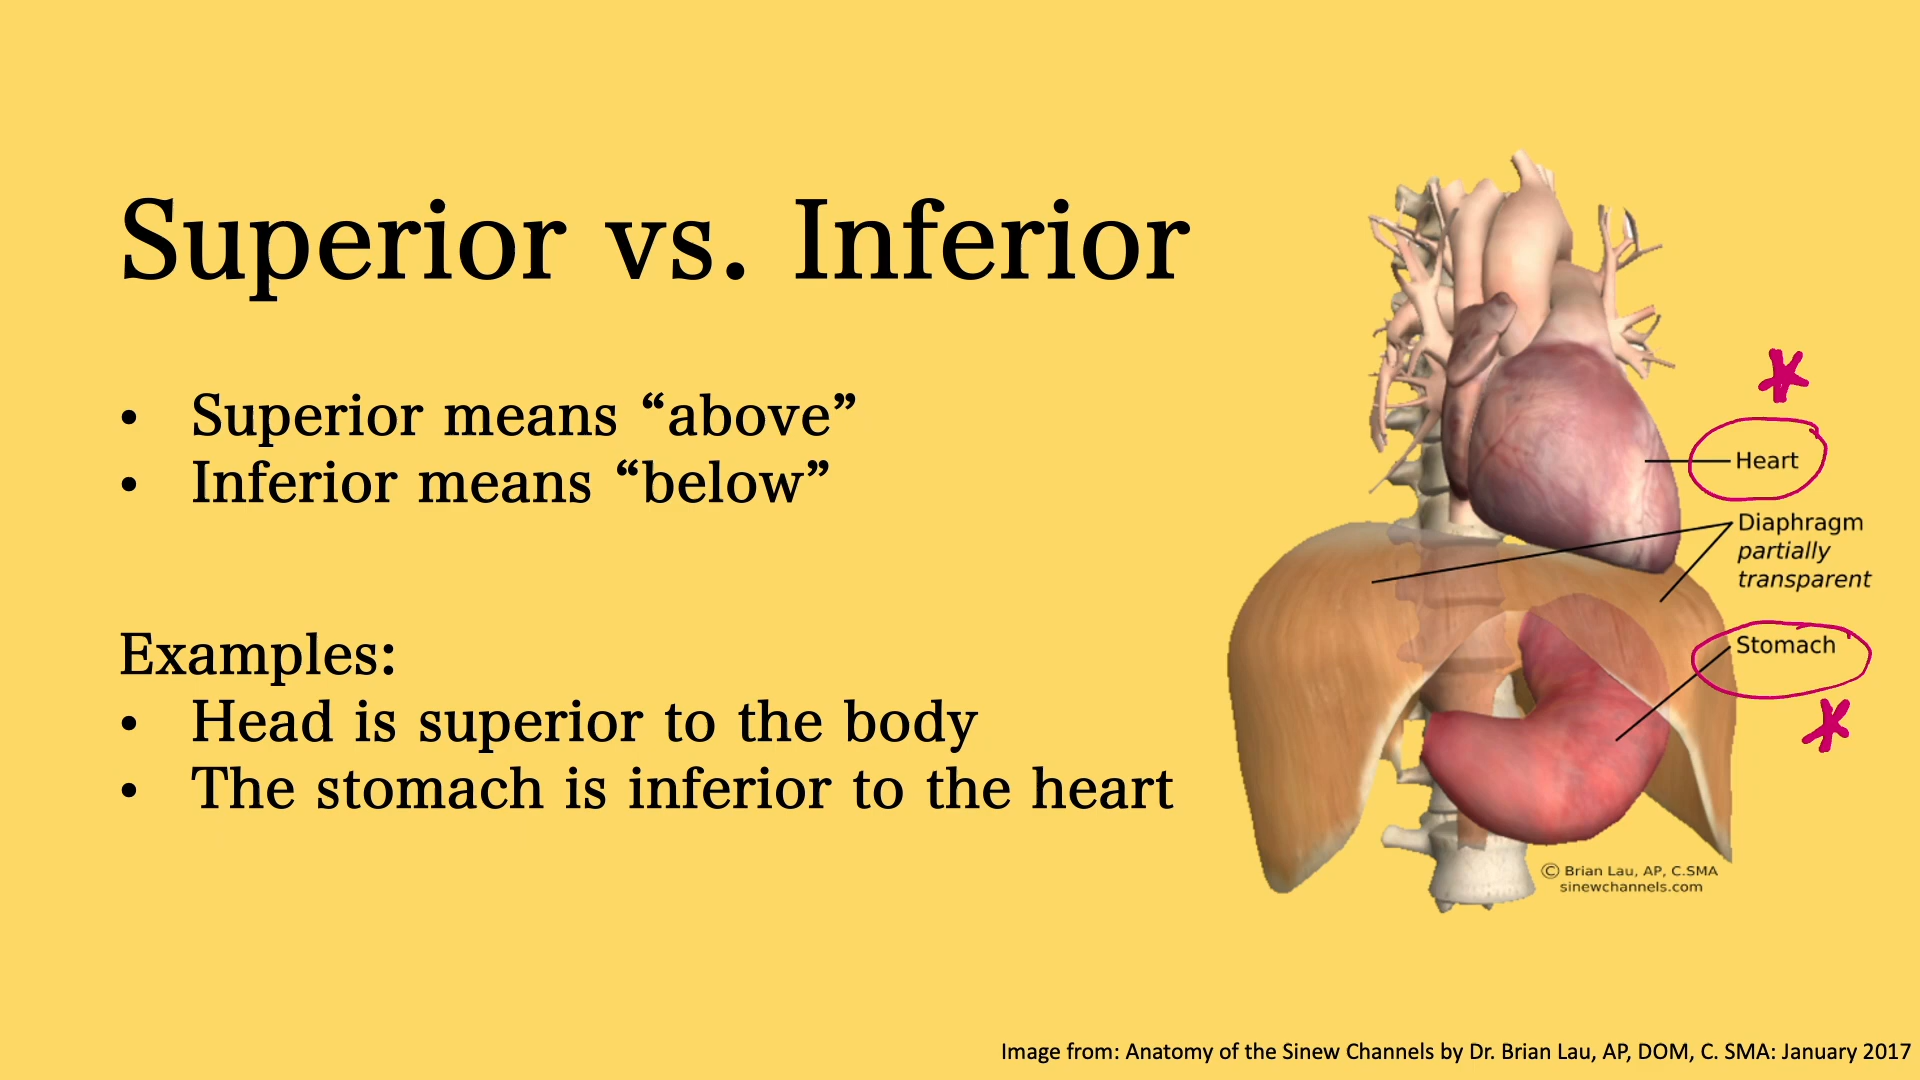 Superior vs. Inferior
• Superior means “above”
• Inferior means “below”
Examples:
• Head is superior to the body
• The stomach is inferior to the heart
Heart
Diaphragm
partially
transparent
Stomach
© Brian Lau, AP, C.SMA
sinewchannels.com
Image from: Anatomy of the Sinew Channels by Dr. Brian Lau, AP, DOM, C. SMA: January 2017